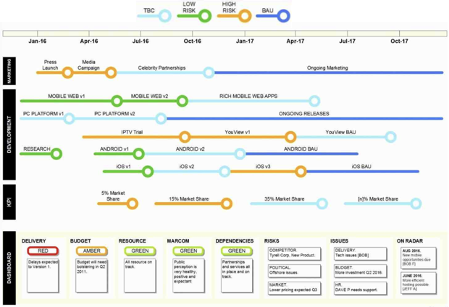 TBC
LOW RISK
HIGH RISK
BAU
Jan-16
Apr-16
Jul-16
Oct-16
Jan-17
Apr-17
Jul-17
Oct-17
MARKETING
Press Launch
Media Campaign
Celebrity Partnerships
Ongoing Marketing
DEVELOPMENT
MOBILE WEB v1
MOBILE WEB v2
RICH MOBILE WEB APPS
PC PLATFORM v1
PC PLATFORM v2
ONGOING RELEASES
IPTV Trial
YouView v1
YouView BAU
RESEARCH
ANDROID v1
ANDROID v2
ANDROID BAU
iOS v1
iOS v2
iOS v3
iOS BAU
KPI
5% Market Share
15% Market Share
35% Market Share
[n]% Market Share
DASHBOARD
DELIVERY
RED
Delays expected to version 1.
BUDGET
AMBER
Budget will need bolstering in Q2 2011.
RESOURCE
GREEN
All resource on track.
MARCOM
GREEN
Public perception is very healthy, positive and expectant
DEPENDENCIES
GREEN
Partnerships and services all in place and on track.
RISKS
COMPETITOR:
Tyrell Corp. New Product
POLITICAL:
Offshore Issues
MARKET:
Lower pricing expected Q3
ISSUES
DELIVERY:
Tech issues [BOB]
BUDGET:
More investment Q2 2016.
HR:
DAVE P needs support
ON RADAR
AUG 2016:
New mobile opportunities due [BOB F]
JUNE 2016:
More efficient testing possible [JEFF A]